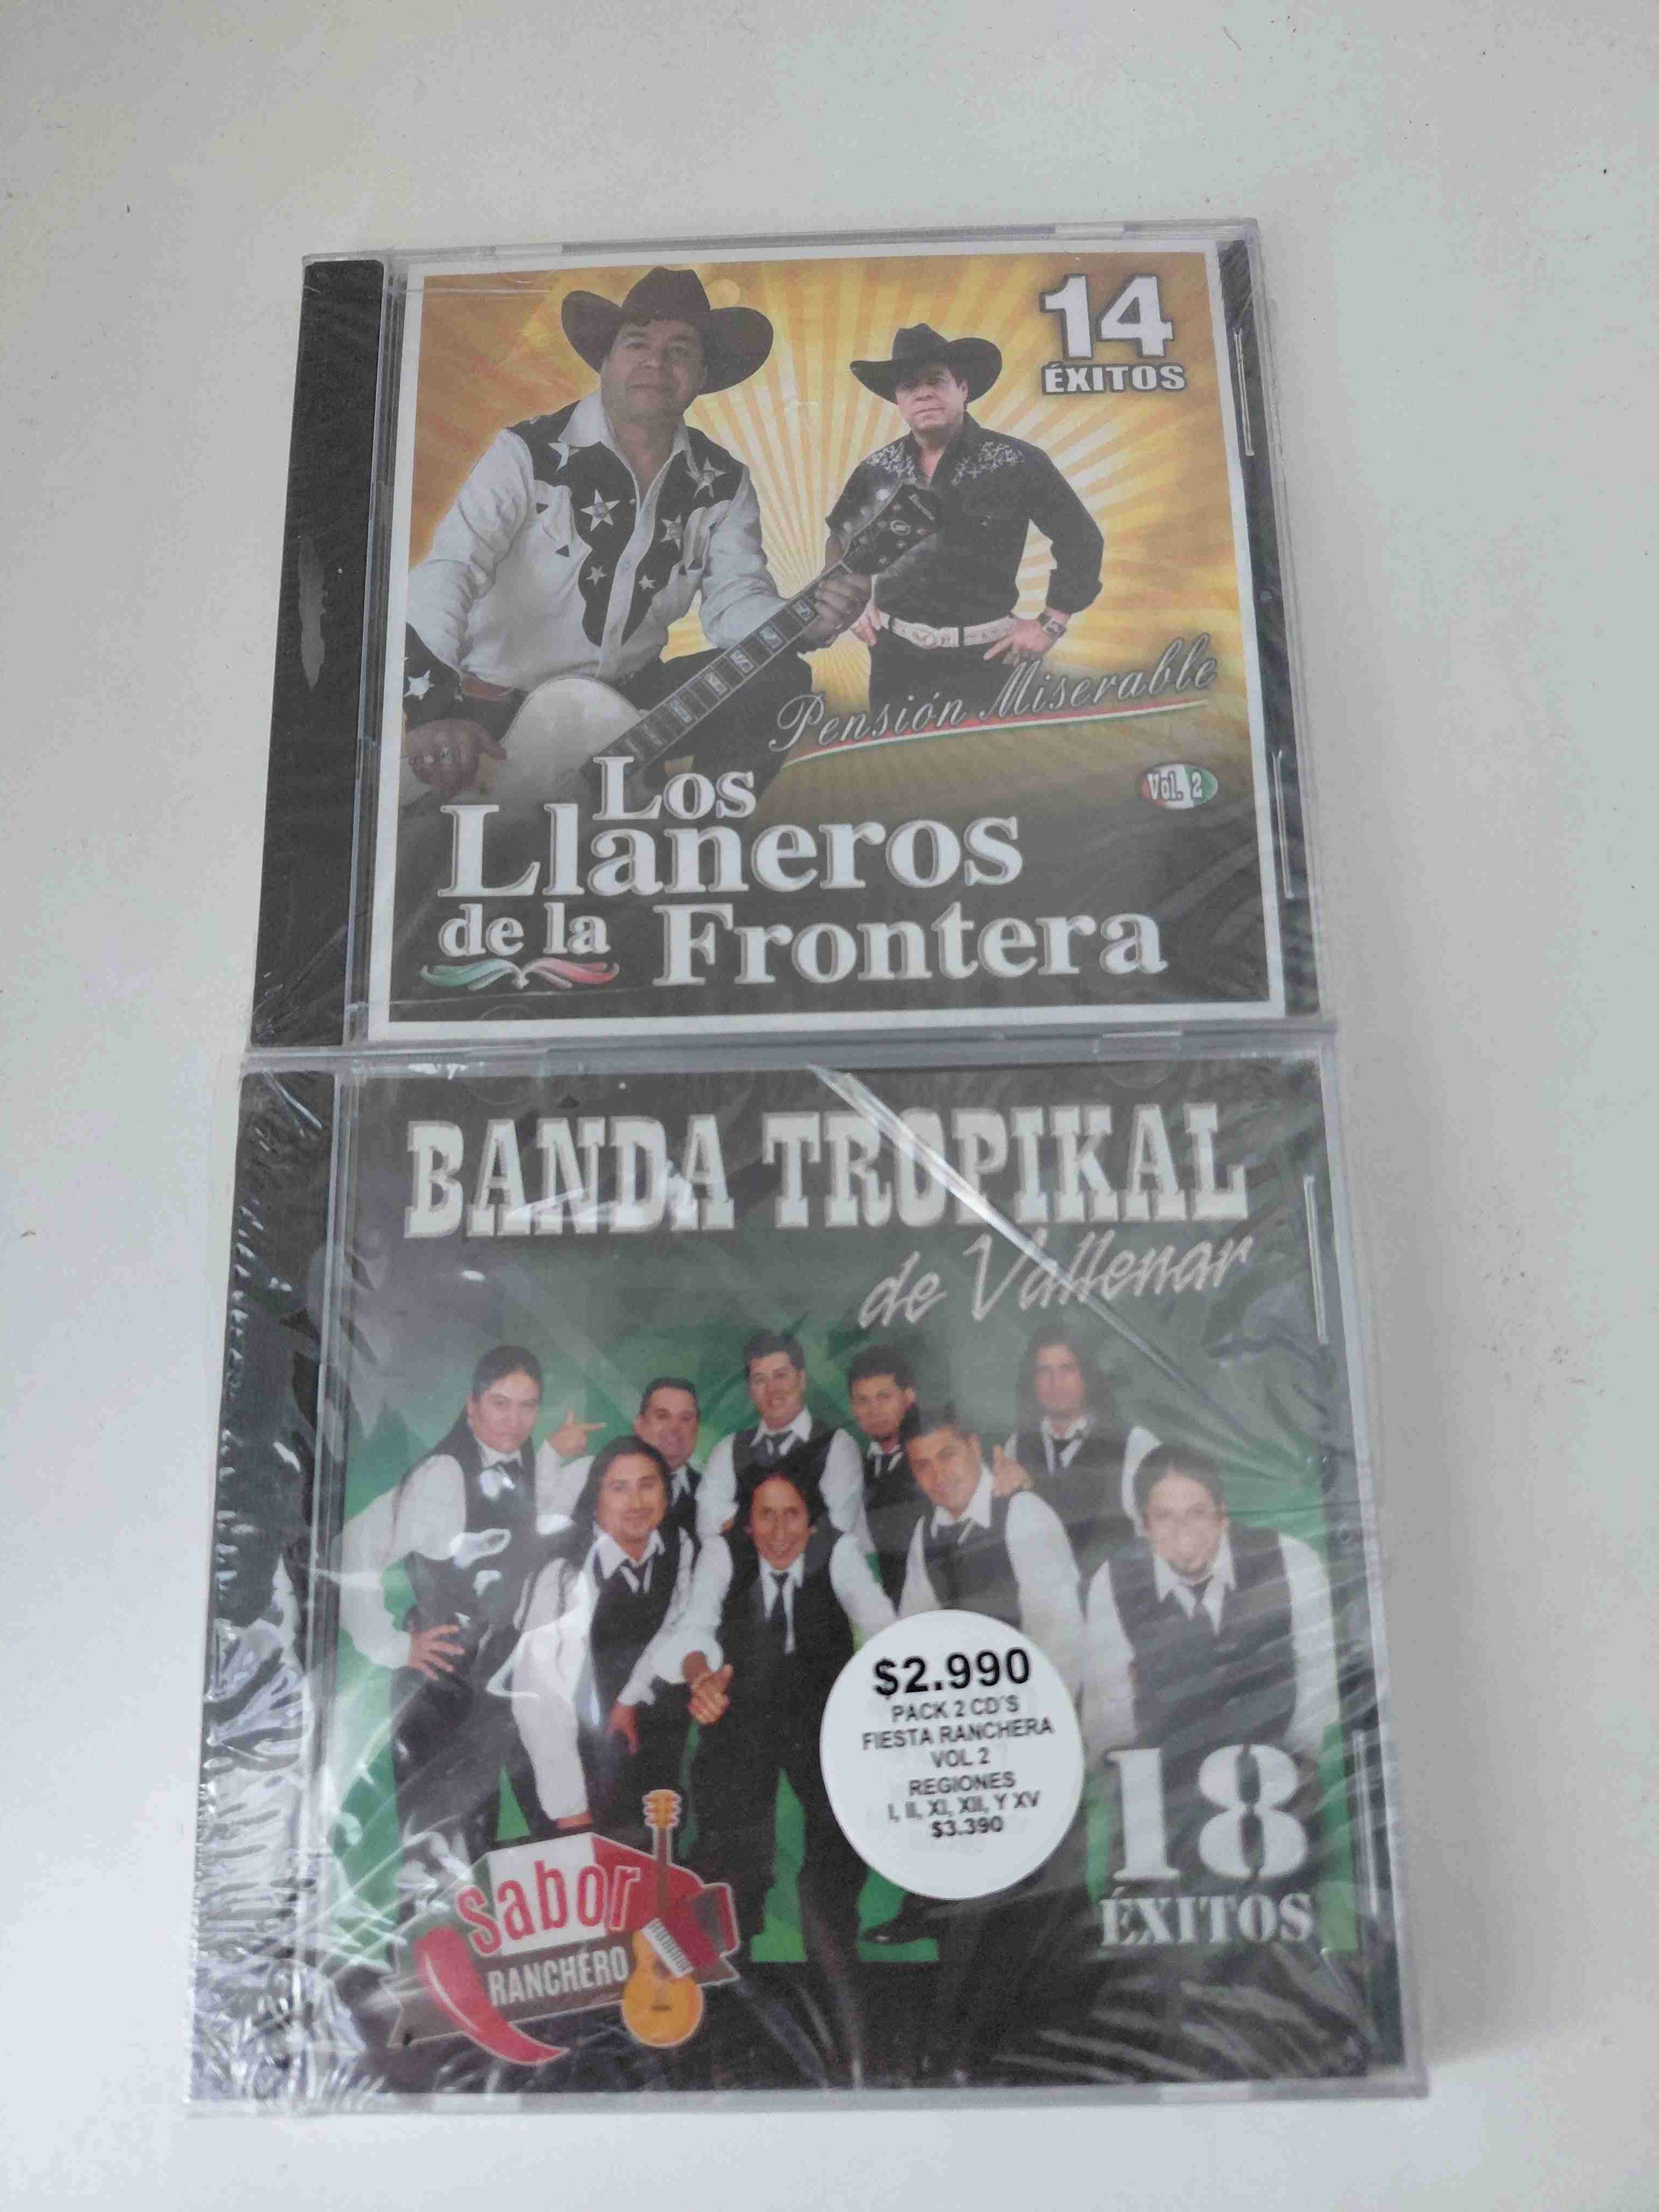 14
ÉXITOS
Pensión Miserable
Vol. 2
Los
Llaneros
de la Frontera
BANDA TROPIKAL
de Vallenar
$2.990
PACK 2 CD´S
FIESTA RANCHERA
VOL 2
REGIONES
I, II, XI, XII, Y XV
$3.390
18
ÉXITOS
sabor
RANCHERO